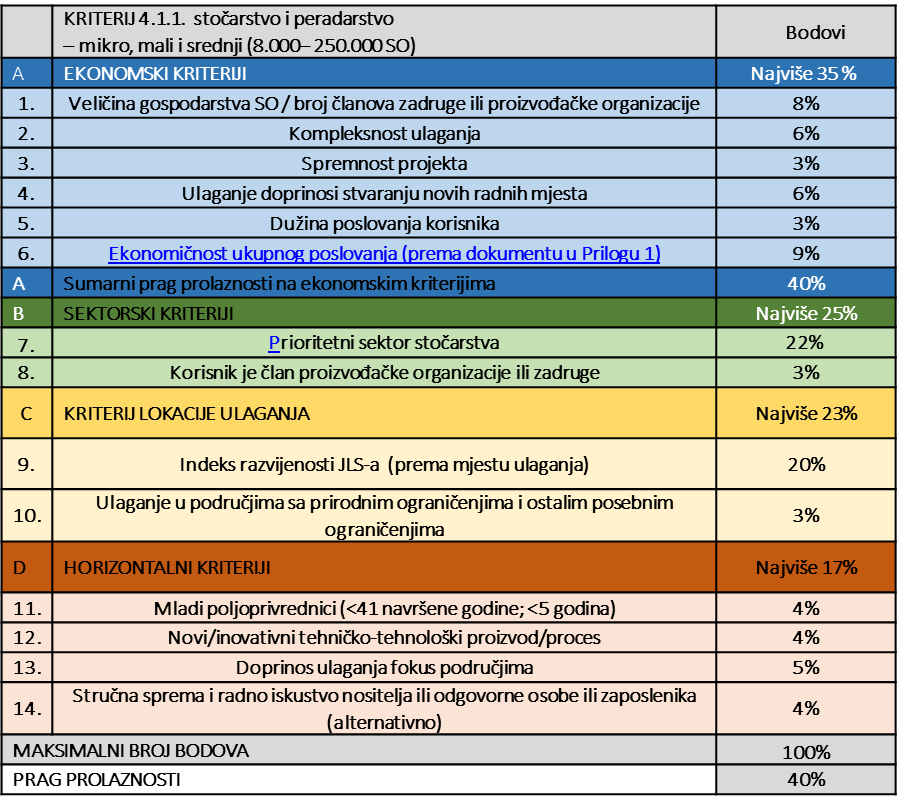 KRITERIJ 4.1.1. stočarstvo i peradarstvo
– mikro, mali i srednji (8.000– 250.000 SO)
Bodovi
A EKONOMSKI KRITERIJI Najviše 35 %
1. Veličina gospodarstva SO / broj članova zadruge ili proizvođačke organizacije 8%
2. Kompleksnost ulaganja 6%
3. Spremnost projekta 3%
4. Ulaganje doprinosi stvaranju novih radnih mjesta 6%
5. Dužina poslovanja korisnika 3%
6. Ekonomičnost ukupnog poslovanja (prema dokumentu u Prilogu 1) 9%
A Sumarni prag prolaznosti na ekonomskim kriterijima 40%
B SEKTORSKI KRITERIJI Najviše 25%
7. Prioritetni sektor stočarstva 22%
8. Korisnik je član proizvođačke organizacije ili zadruge 3%
C KRITERIJ LOKACIJE ULAGANJA Najviše 23%
9. Indeks razvijenosti JLS-a (prema mjestu ulaganja) 20%
10. Ulaganje u područjima sa prirodnim ograničenjima i ostalim posebnim
ograničenjima 3%
D HORIZONTALNI KRITERIJI Najviše 17%
11. Mladi poljoprivrednici (<41 navršene godine; <5 godina) 4%
12. Novi/inovativni tehničko-tehnološki proizvod/proces 4%
13. Doprinos ulaganja fokus područjima 5%
14. Stručna sprema i radno iskustvo nositelja ili odgovorne osobe ili zaposlenika
(alternativno) 4%
MAKSIMALNI BROJ BODOVA 100%
PRAG PROLAZNOSTI 40%